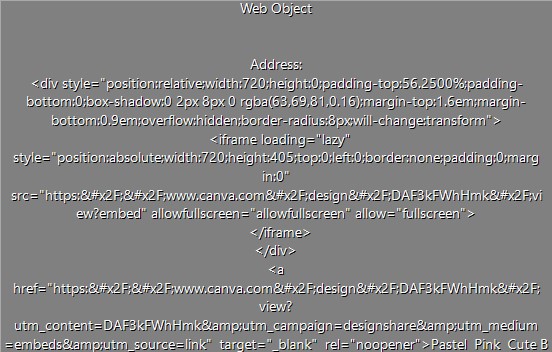 Web Object
Address:
<div style="position:relative;width:720;height:0;padding-top:56.2500%;padding-
bottom:0;box-shadow:0 2px 8px 0 rgba(63,69,81,0.16);margin-top:1.6em;margin-
bottom:0.9em;overflow:hidden;border-radius:8px;will-change:transform">
<iframe loading="lazy"
style="position:absolute;width:720;height:405;top:0;left:0;border:none;padding:0;marg
in:0"
src="https:&#x2F;&#x2F;www.canva.com&#x2F;design&#x2F;DAF3kFWhHmk&#x2F;vi
ew?embed" allowfullscreen="allowfullscreen" allow="fullscreen">
</iframe>
</div>
<a
href="https:&#x2F;&#x2F;www.canva.com&#x2F;design&#x2F;DAF3kFWhHmk&#x2F;
view?
utm_content=DAF3kFWhHmk&amp;utm_campaign=designshare&amp;utm_medium
=embeds&amp;utm_source=link" target="_blank" rel="noopener">Pastel Pink Cute B